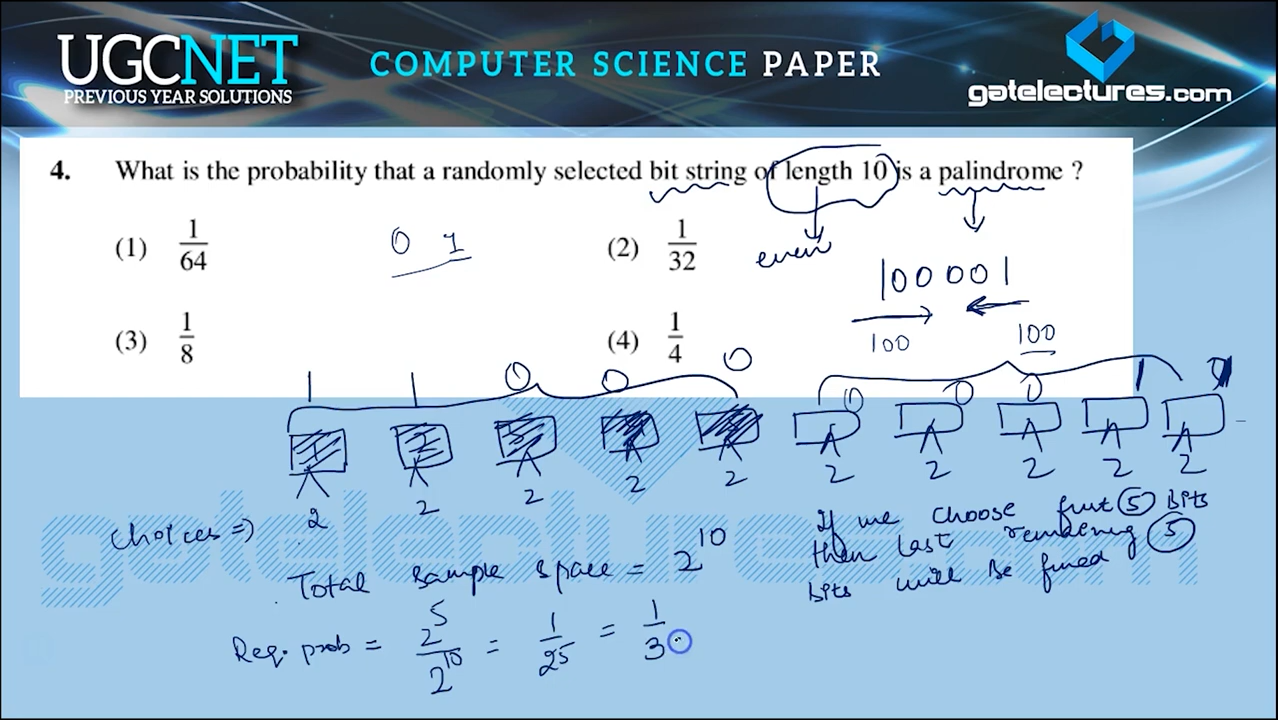 UGCNET
PREVIOUS YEAR SOLUTIONS
COMPUTER SCIENCE PAPER
gatelectures.com
4. What is the probability that a randomly selected bit string of length 10 is a palindrome ?
(1) 1/64
0 1
(2) 1/32
even
100001
(3) 1/8
(4) 1/4
100
100
1 1 0 0 0 0 0 0 1
2 2 2 2 2 2 2 2 2 2
choices =>
If we choose first 5 bits
then last remaining 5
bits will be fixed
Total sample space = 2^10
Req. prob = 2^5/2^10 = 1/2^5 = 1/3
gatelectures.com